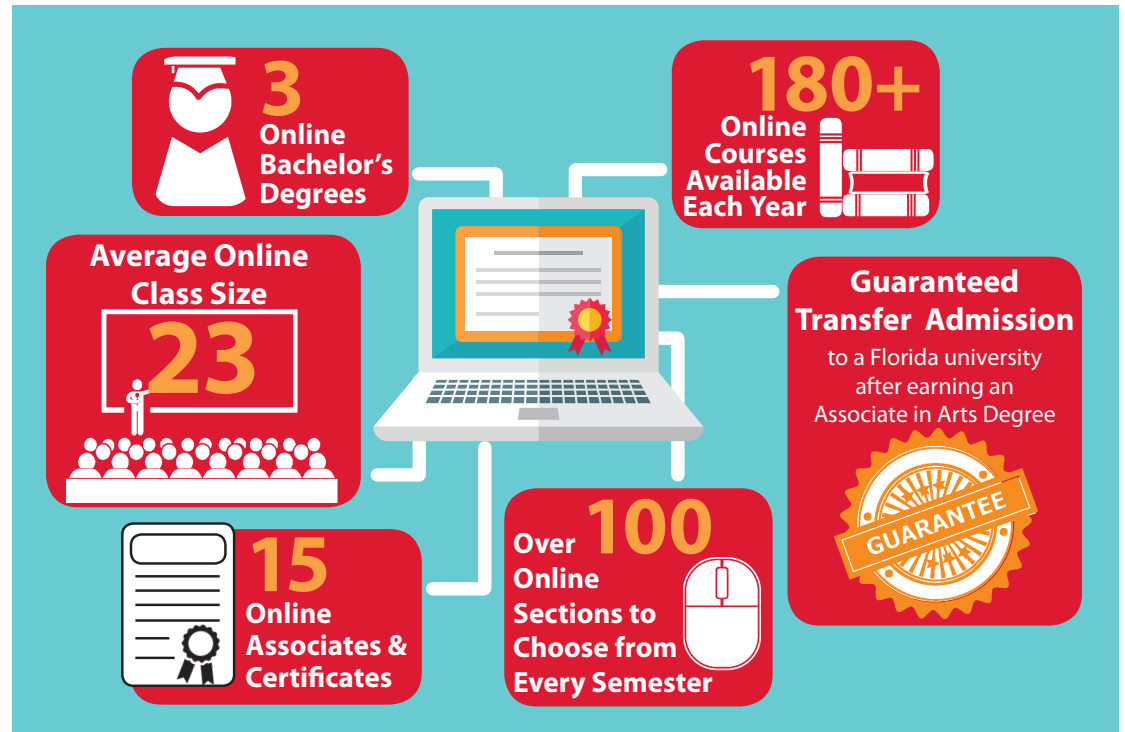 3
Online
Bachelor's
Degrees
180+
Online
Courses
Available
Each Year
Average Online
Class Size
23
Guaranteed
Transfer Admission
to a Florida university
after earning an
Associate in Arts Degree
GUARANTEE
15
Online
Associates &
Certificates
Over 100
Online
Sections to
Choose from
Every Semester